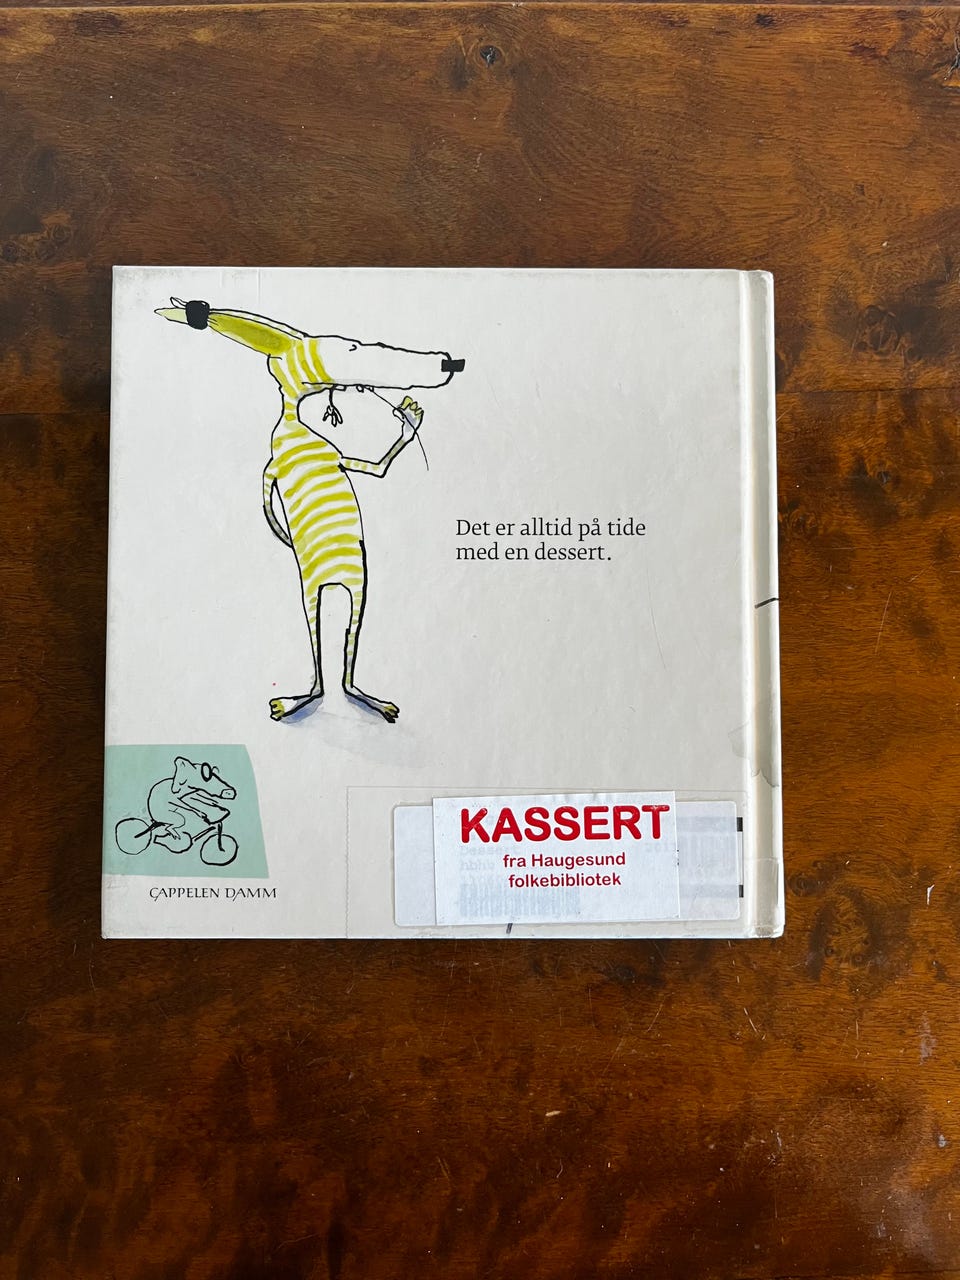 Det er alltid på tide
med en dessert.
CAPPELEN DAMM
KASSERT
fra Haugesund
folkebibliotek